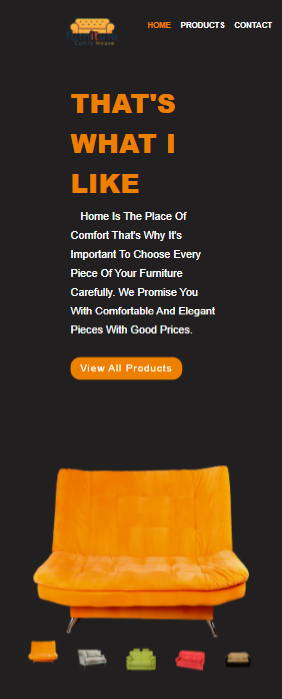 HOME PRODUCTS CONTACT
THAT'S
WHAT I
LIKE
Home Is The Place Of
Comfort That's Why It's
Important To Choose Every
Piece Of Your Furniture
Carefully. We Promise You
With Comfortable And Elegant
Pieces With Good Prices.
View All Products